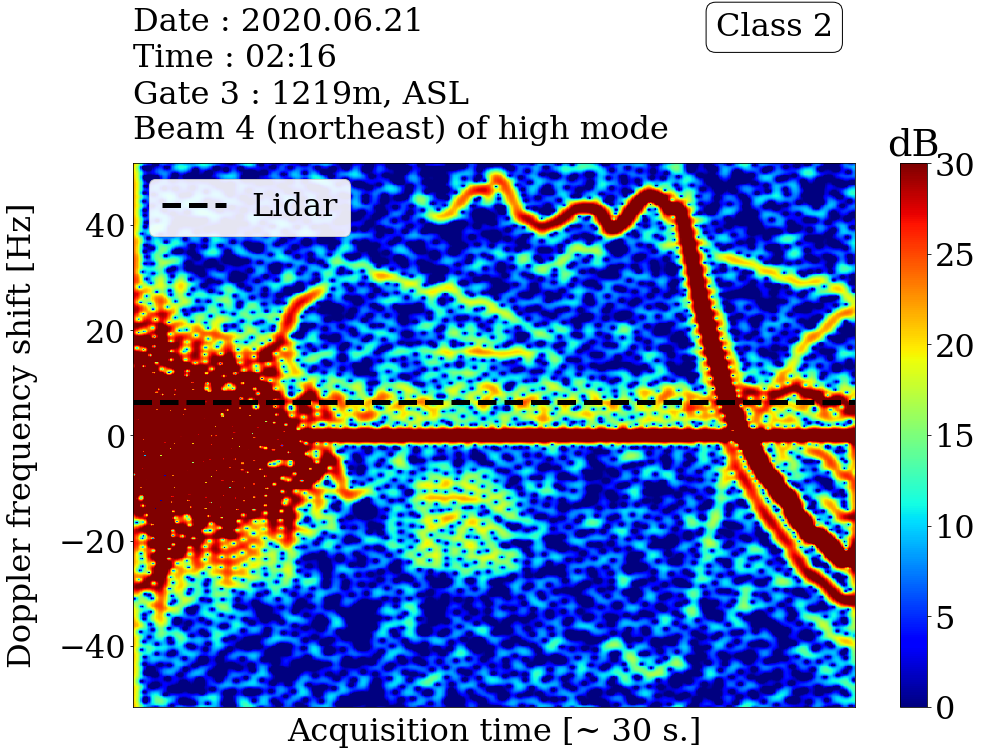 Date : 2020.06.21
Time : 02:16
Gate 3 : 1219m, ASL
Beam 4 (northeast) of high mode
Class 2
dB
Lidar
Doppler frequency shift [Hz]
40
20
0
−20
−40
Acquisition time [~ 30 s.]
30
25
20
15
10
5
0